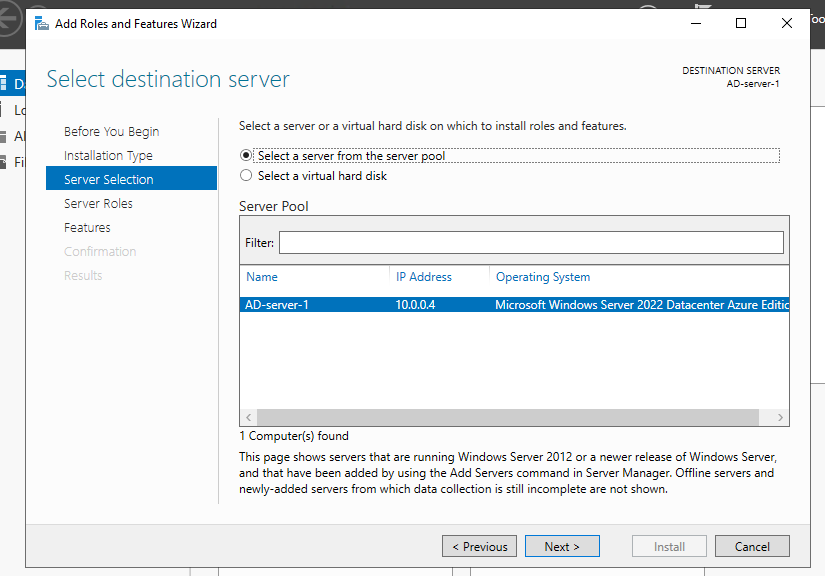 Add Roles and Features Wizard
Select destination server
DESTINATION SERVER
AD-server-1
Before You Begin
Installation Type
Server Selection
Server Roles
Features
Confirmation
Results
Select a server or a virtual hard disk on which to install roles and features.
Select a server from the server pool
Select a virtual hard disk
Server Pool
Filter:
Name IP Address Operating System
AD-server-1 10.0.0.4 Microsoft Windows Server 2022 Datacenter Azure Editic
1 Computer(s) found
This page shows servers that are running Windows Server 2012 or a newer release of Windows Server,
and that have been added by using the Add Servers command in Server Manager. Offline servers and
newly-added servers from which data collection is still incomplete are not shown.
< Previous Next > Install Cancel